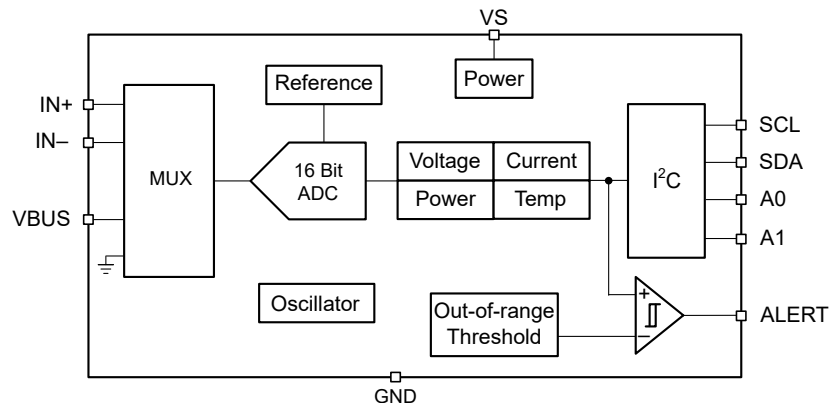 VS
Reference
Power
IN+
IN–
VBUS
MUX
16 Bit
ADC
Voltage
Current
Power
Temp
I²C
SCL
SDA
A0
A1
Oscillator
Out-of-range
Threshold
+
–
ALERT
GND